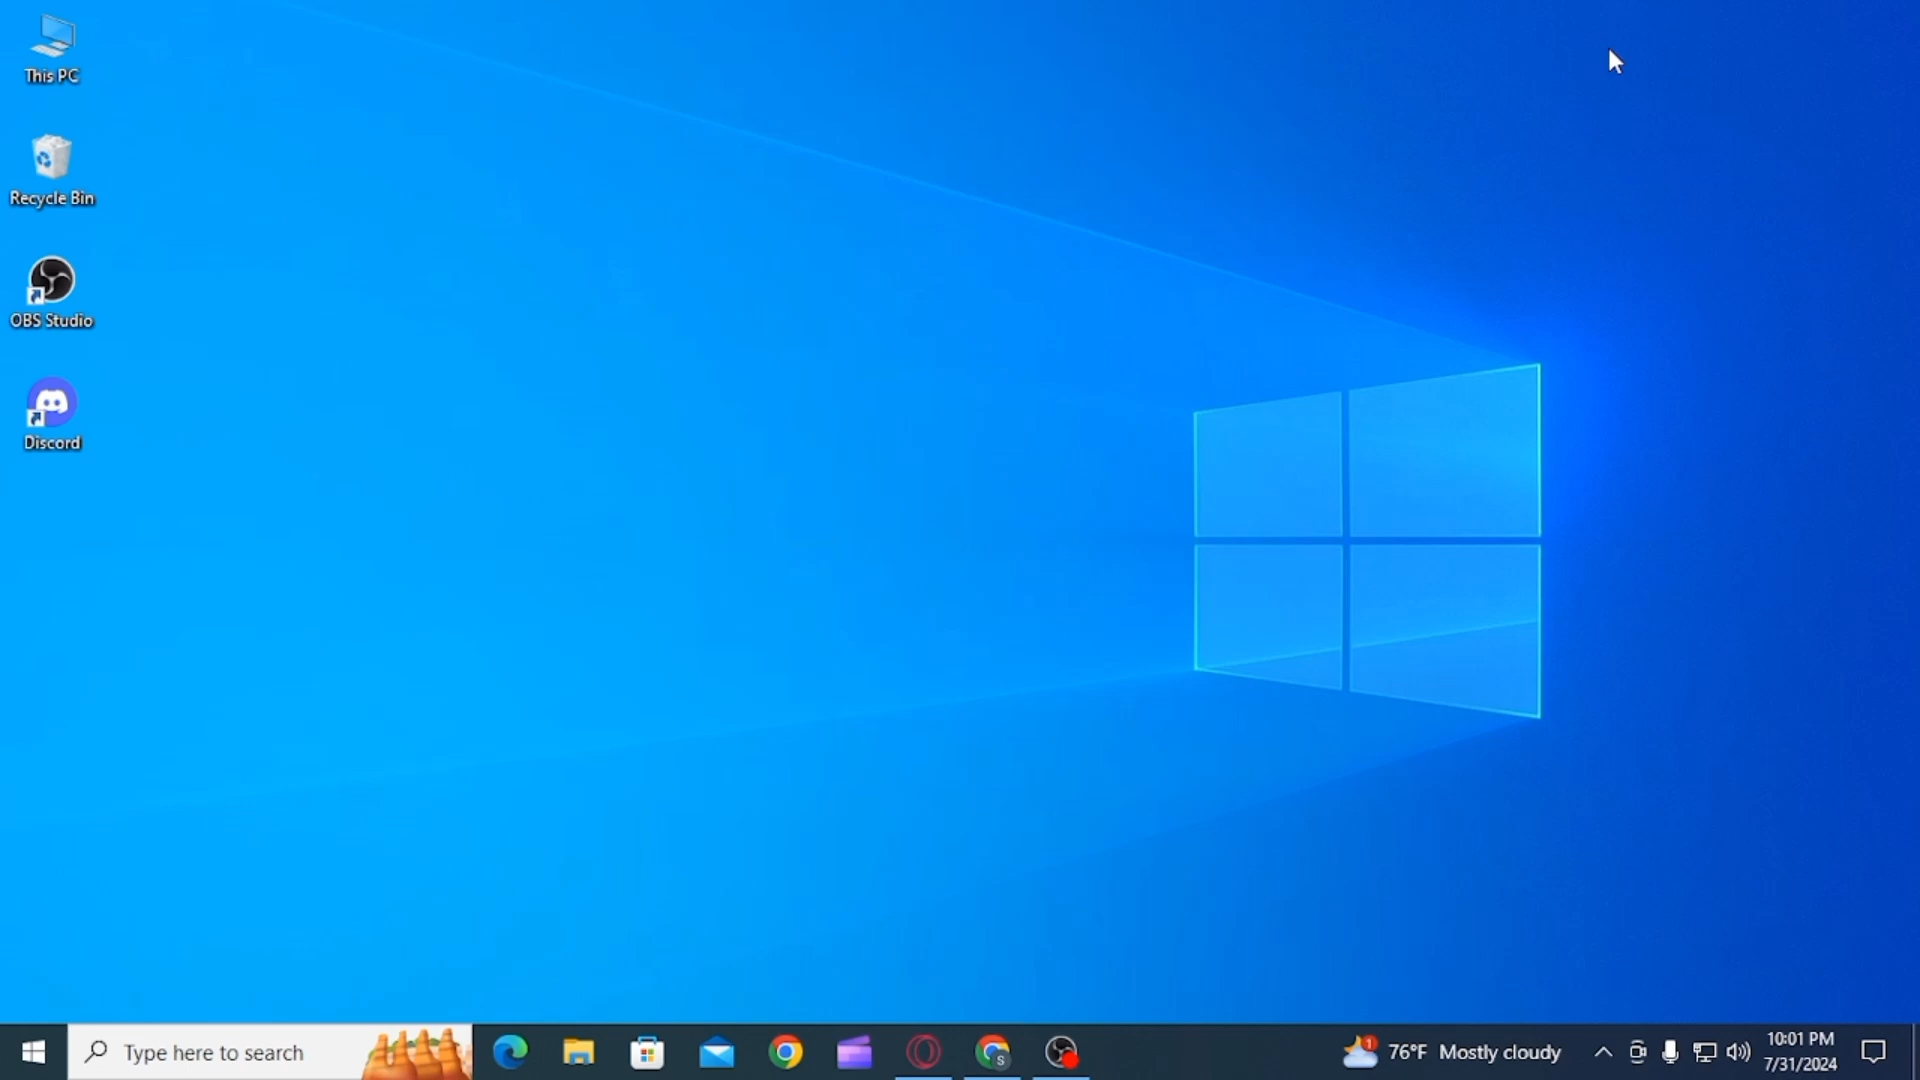 This PC
Recycle Bin
OBS Studio
Discord
Type here to search
S
1
76°F Mostly cloudy
10:01 PM
7/31/2024